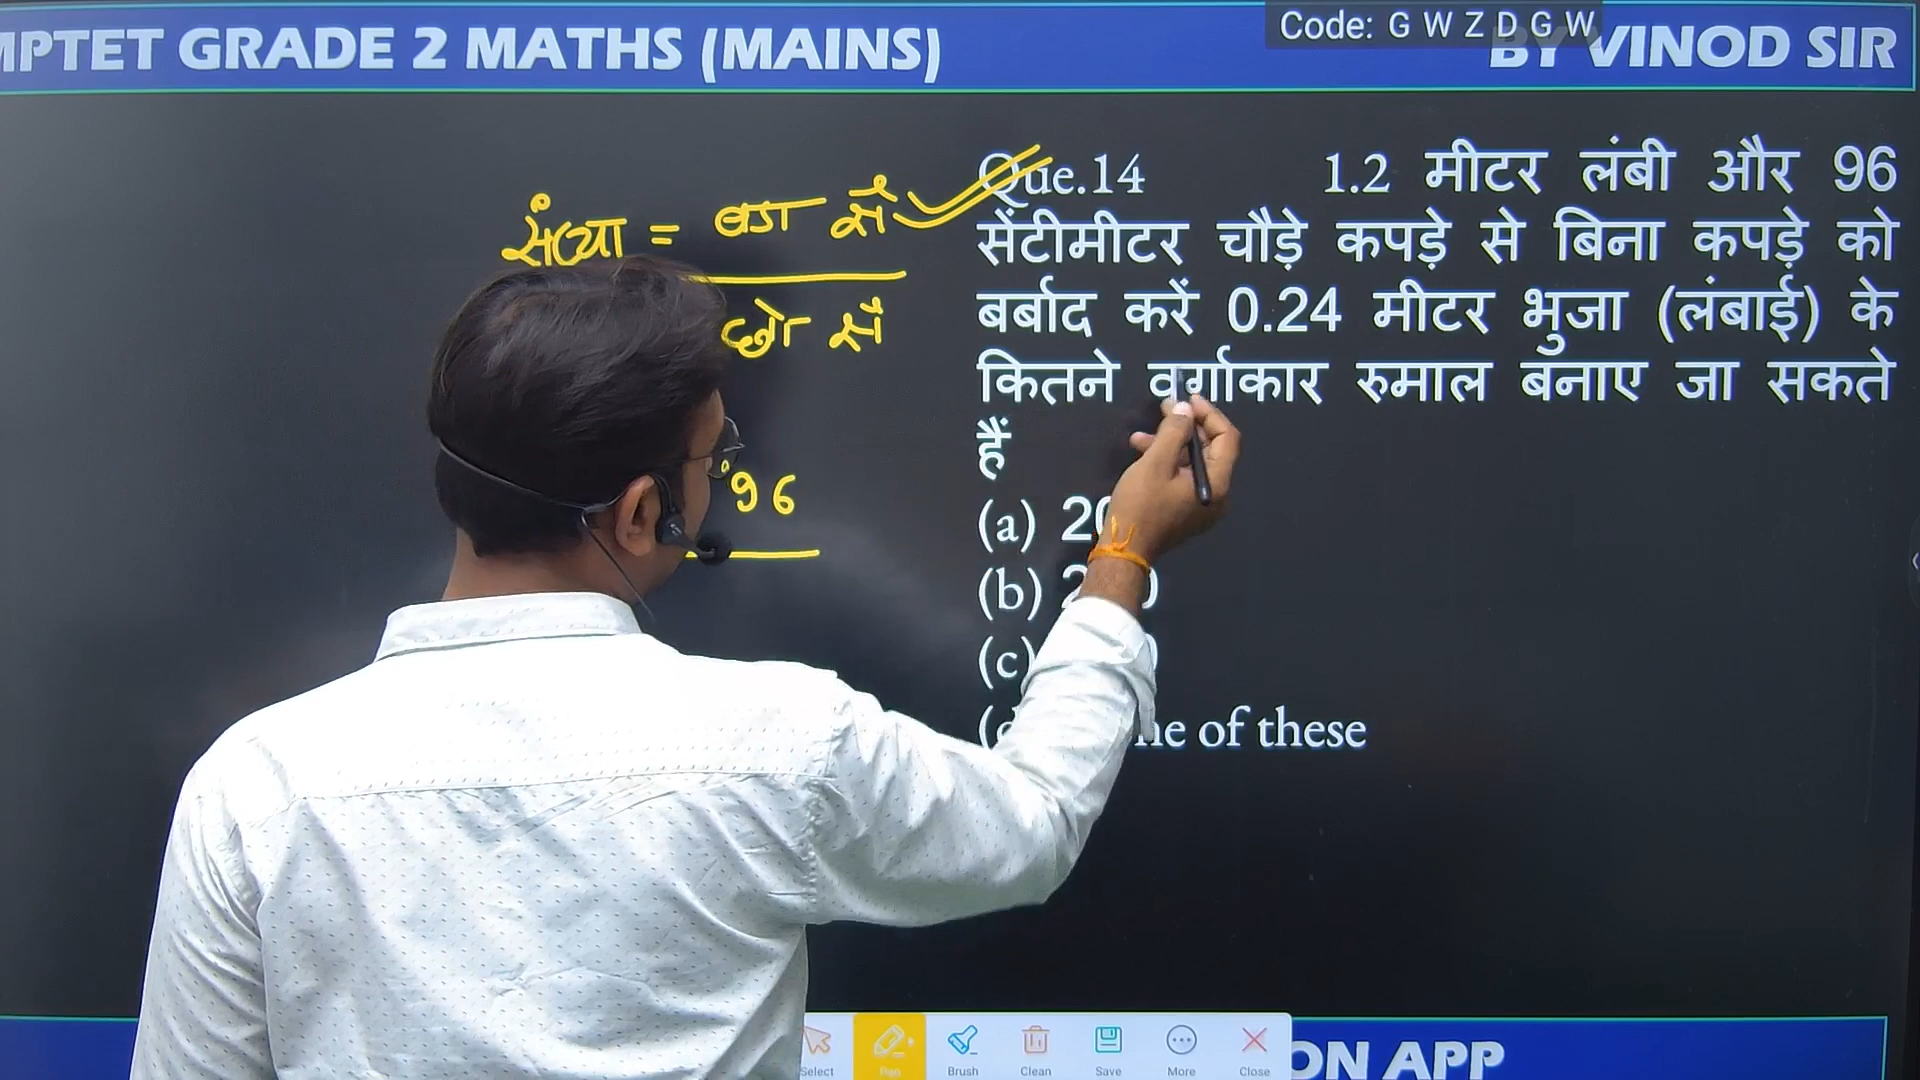 MPTET GRADE 2 MATHS (MAINS)
Code: G W Z D G W
BY VINOD SIR
संख्या = बडा से
छो से
96
Que.14 1.2 मीटर लंबी और 96
सेंटीमीटर चौड़े कपड़े से बिना कपड़े को
बर्बाद करें 0.24 मीटर भुजा (लंबाई) के
कितने वर्गाकार रुमाल बनाए जा सकते
हैं
(a)
(b)
(c)
of these
Select
Pen
Brush
Clean
Save
More
Close
ON APP